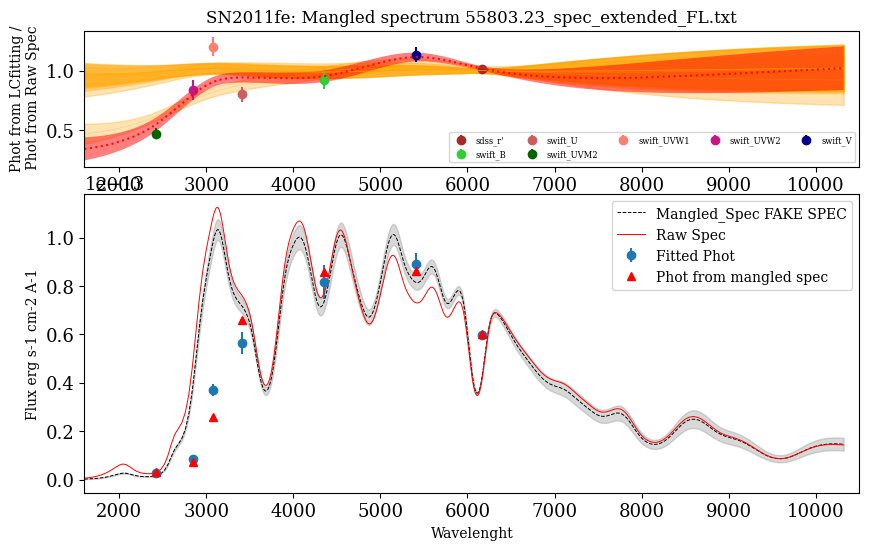 SN2011fe: Mangled spectrum 55803.23_spec_extended_FL.txt
Phot from LCfitting /
Phot from Raw Spec
1.0
0.5
sdss_r' swift_U swift_UVW1 swift_UVW2 swift_V
swift_B swift_UVM2
2000 3000 4000 5000 6000 7000 8000 9000 10000
1e−13
Flux erg s-1 cm-2 A-1
1.0
0.8
0.6
0.4
0.2
0.0
Mangled_Spec FAKE SPEC
Raw Spec
Fitted Phot
Phot from mangled spec
2000 3000 4000 5000 6000 7000 8000 9000 10000
Wavelenght